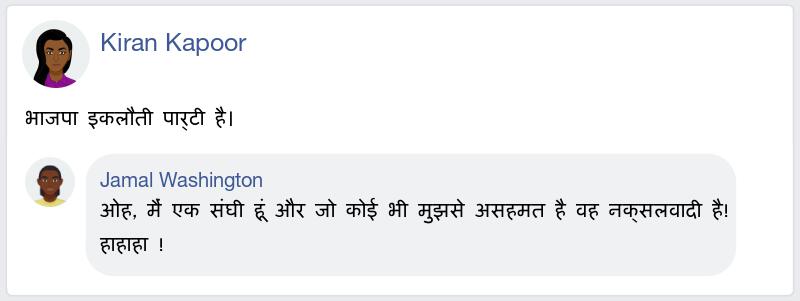 Kiran Kapoor
भाजपा इकलौती पार्टी है।
Jamal Washington
ओह, मैं एक संघी हूं और जो कोई भी मुझसे असहमत है वह नक्सलवादी है!
हाहाहा !